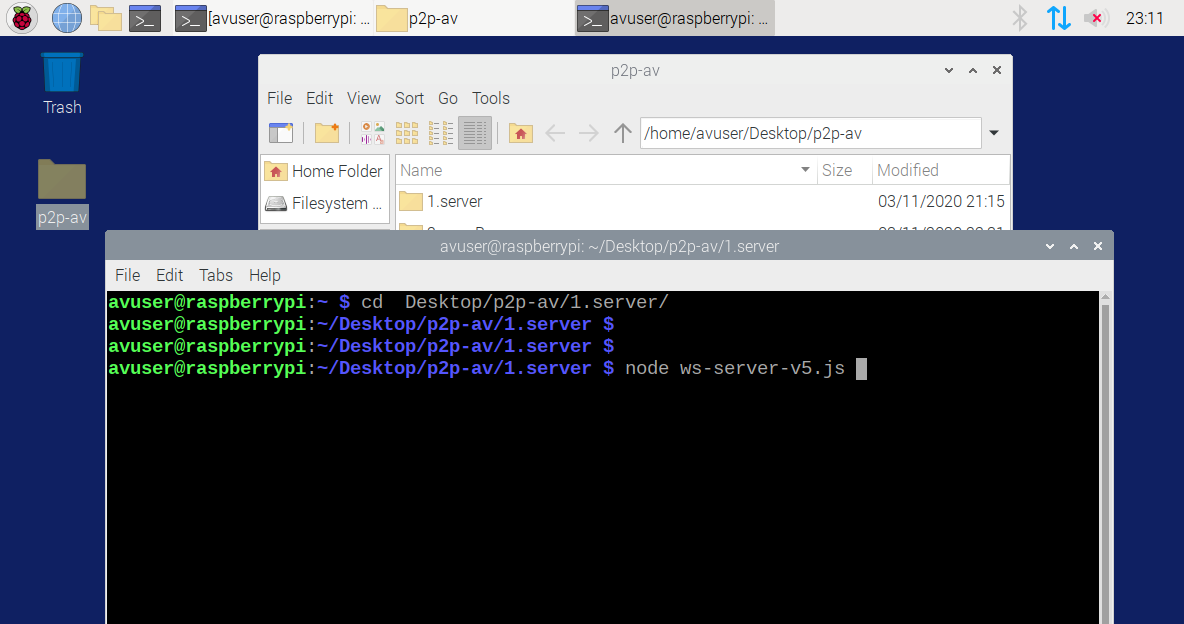 [avuser@raspberrypi: ...
p2p-av
avuser@raspberrypi: ...
23:11
Trash
p2p-av
p2p-av
File Edit View Sort Go Tools
/home/avuser/Desktop/p2p-av
Home Folder
Filesystem ...
Name Size Modified
1.server 03/11/2020 21:15
avuser@raspberrypi: ~/Desktop/p2p-av/1.server
File Edit Tabs Help
avuser@raspberrypi:~ $ cd  Desktop/p2p-av/1.server/
avuser@raspberrypi:~/Desktop/p2p-av/1.server $
avuser@raspberrypi:~/Desktop/p2p-av/1.server $
avuser@raspberrypi:~/Desktop/p2p-av/1.server $ node ws-server-v5.js